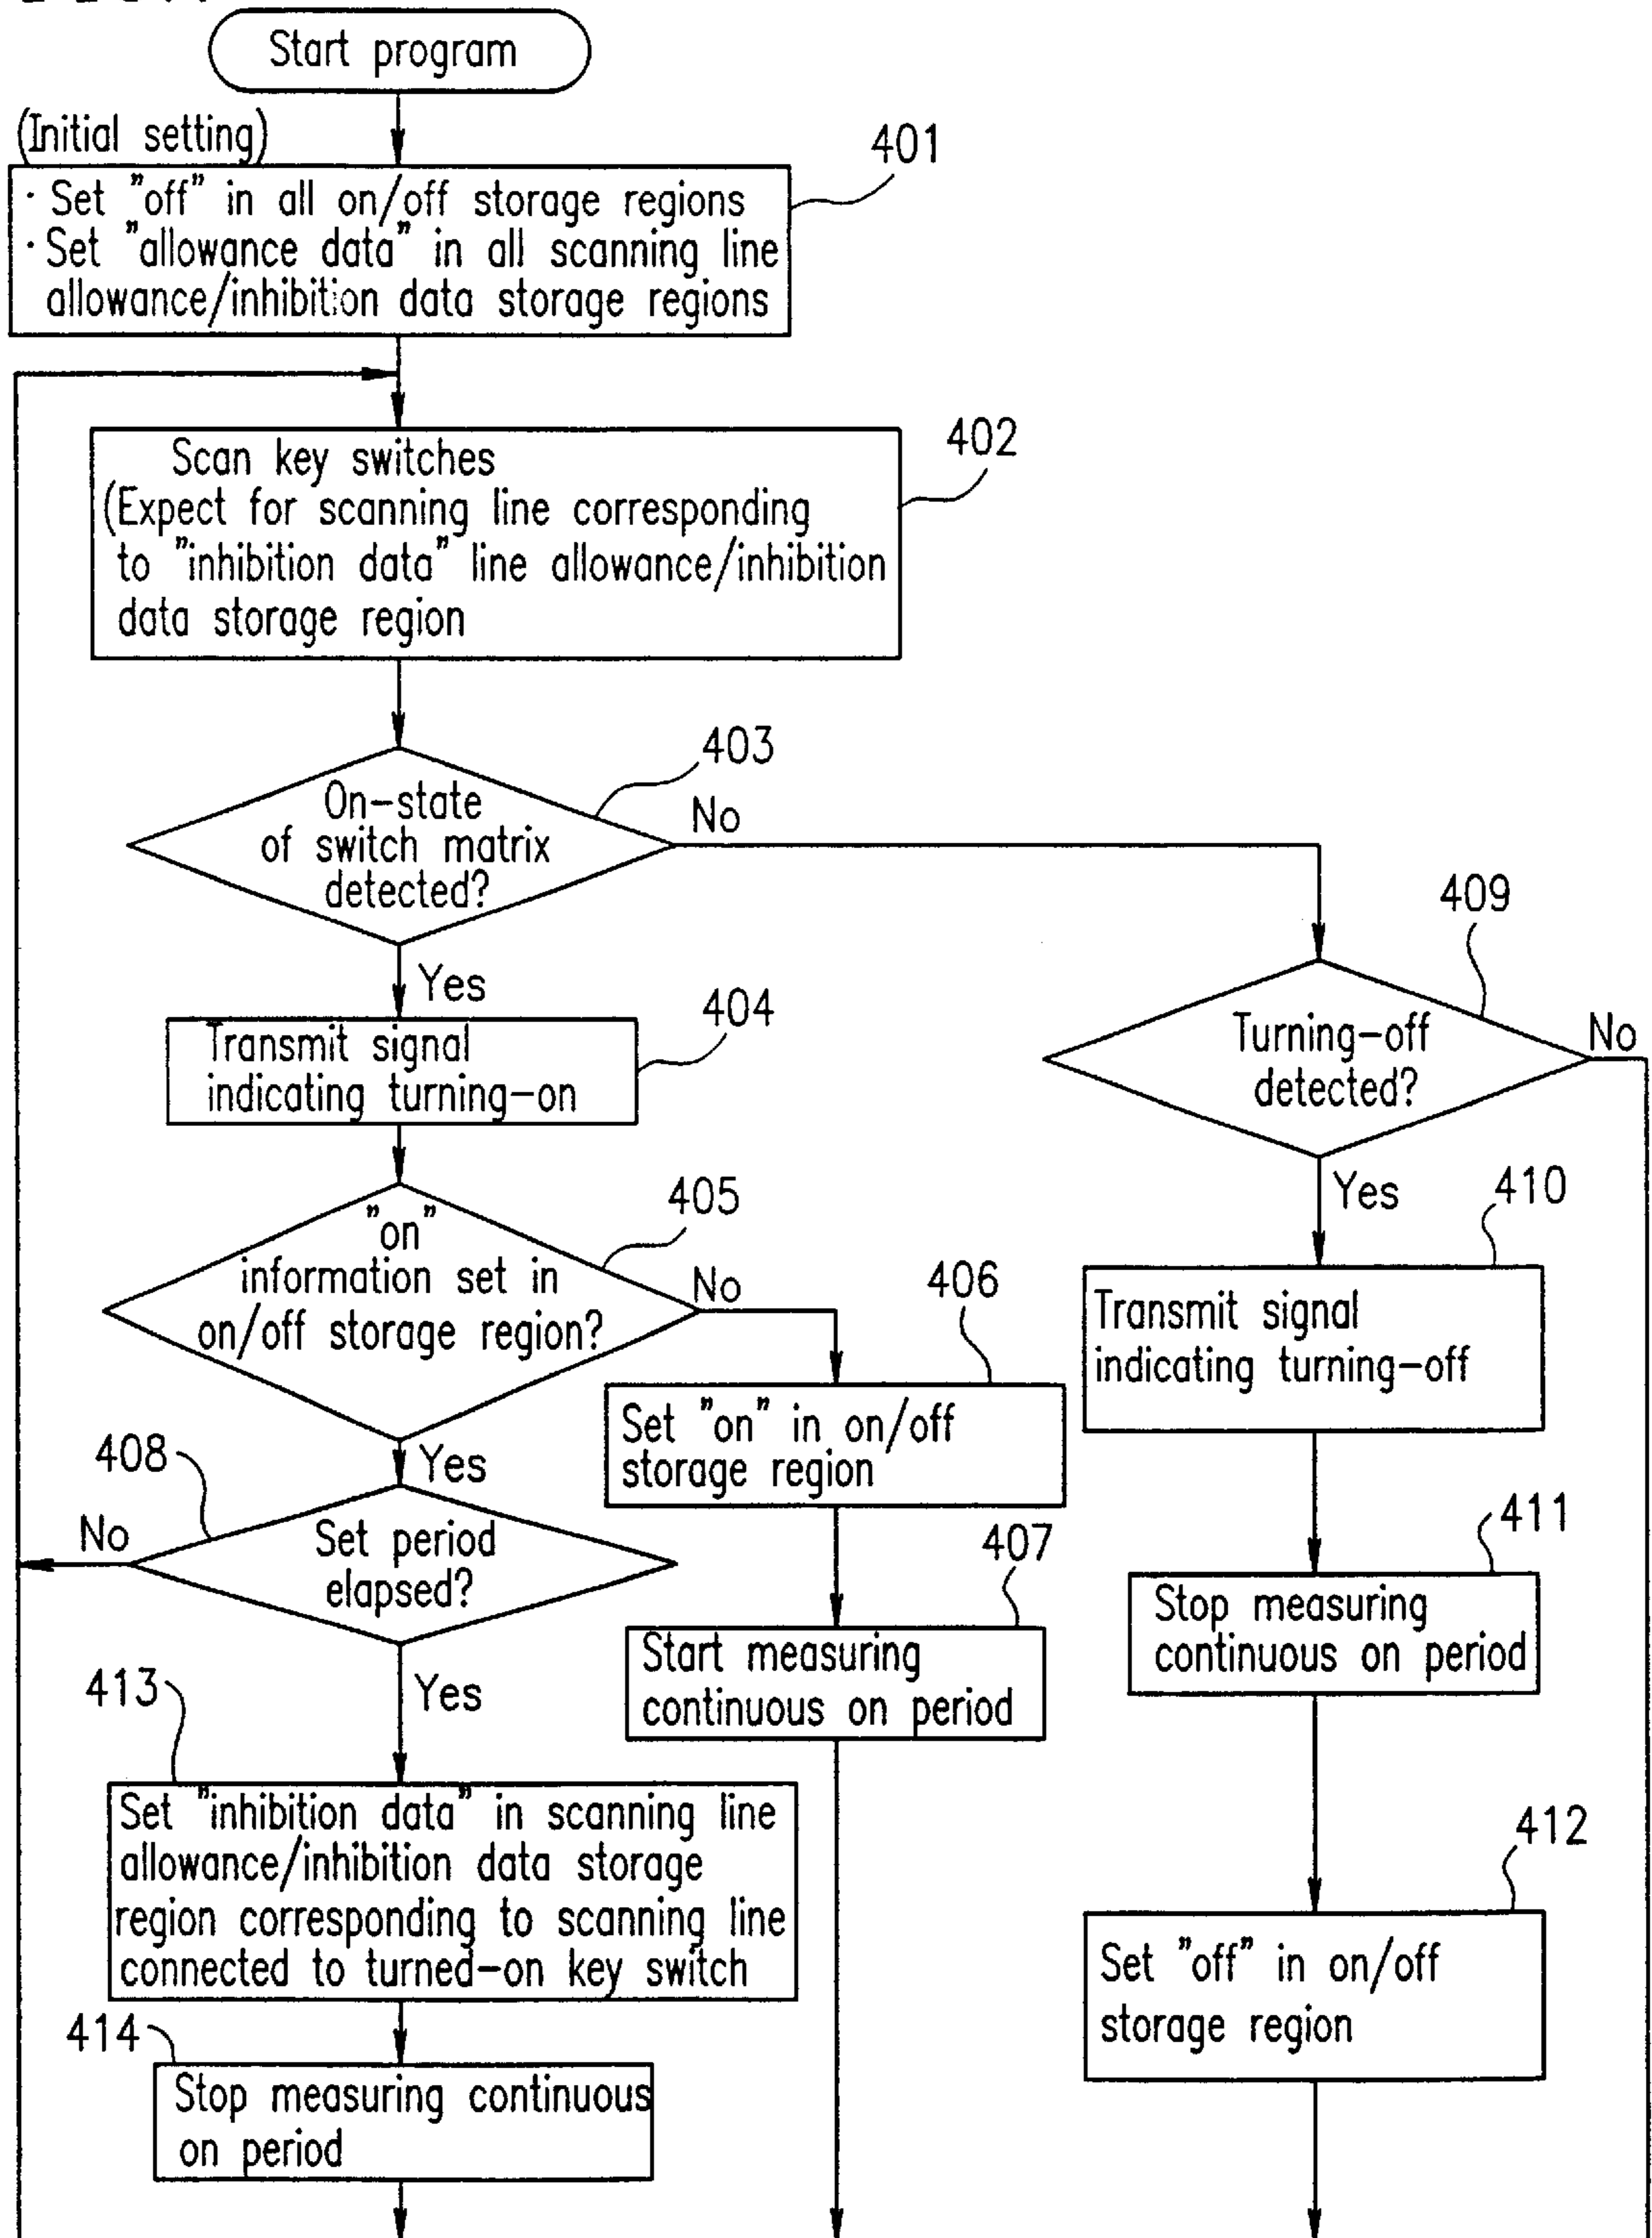 Start program
(Initial setting)
401
· Set "off" in all on/off storage regions
· Set "allowance data" in all scanning line
allowance/inhibition data storage regions
402
Scan key switches
(Expect for scanning line corresponding
to "inhibition data" line allowance/inhibition
data storage region
403
On-state
of switch matrix
detected?
No
Yes
409
Turning-off
detected?
No
Yes
404
Transmit signal
indicating turning-on
405
"on"
information set in
on/off storage region?
No
Yes
406
Set "on" in on/off
storage region
410
Transmit signal
indicating turning-off
408
Set period
elapsed?
No
Yes
407
Start measuring
continuous on period
411
Stop measuring
continuous on period
413
Set "inhibition data" in scanning line
allowance/inhibition data storage
region corresponding to scanning line
connected to turned-on key switch
412
Set "off" in on/off
storage region
414
Stop measuring continuous
on period